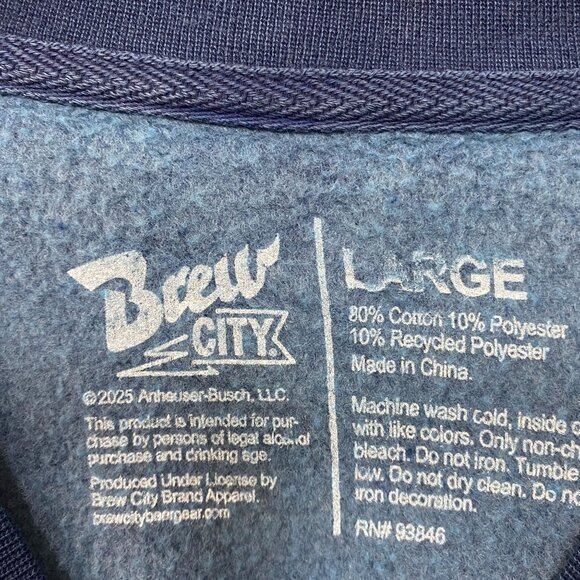 Brew
CITY.
©2025 Anheuser-Busch, LLC.
This product is intended for pur-
chase by persons of legal alcohol
purchase and drinking age.
Produced Under License by
Brew City Brand Apparel.
brewcitybeergear.com
LARGE
80% Cotton 10% Polyester
10% Recycled Polyester
Made in China.
Machine wash cold, inside
with like colors. Only non-ch
bleach. Do not iron. Tumble
low. Do not dry clean. Do no
iron decoration.
RN# 93846